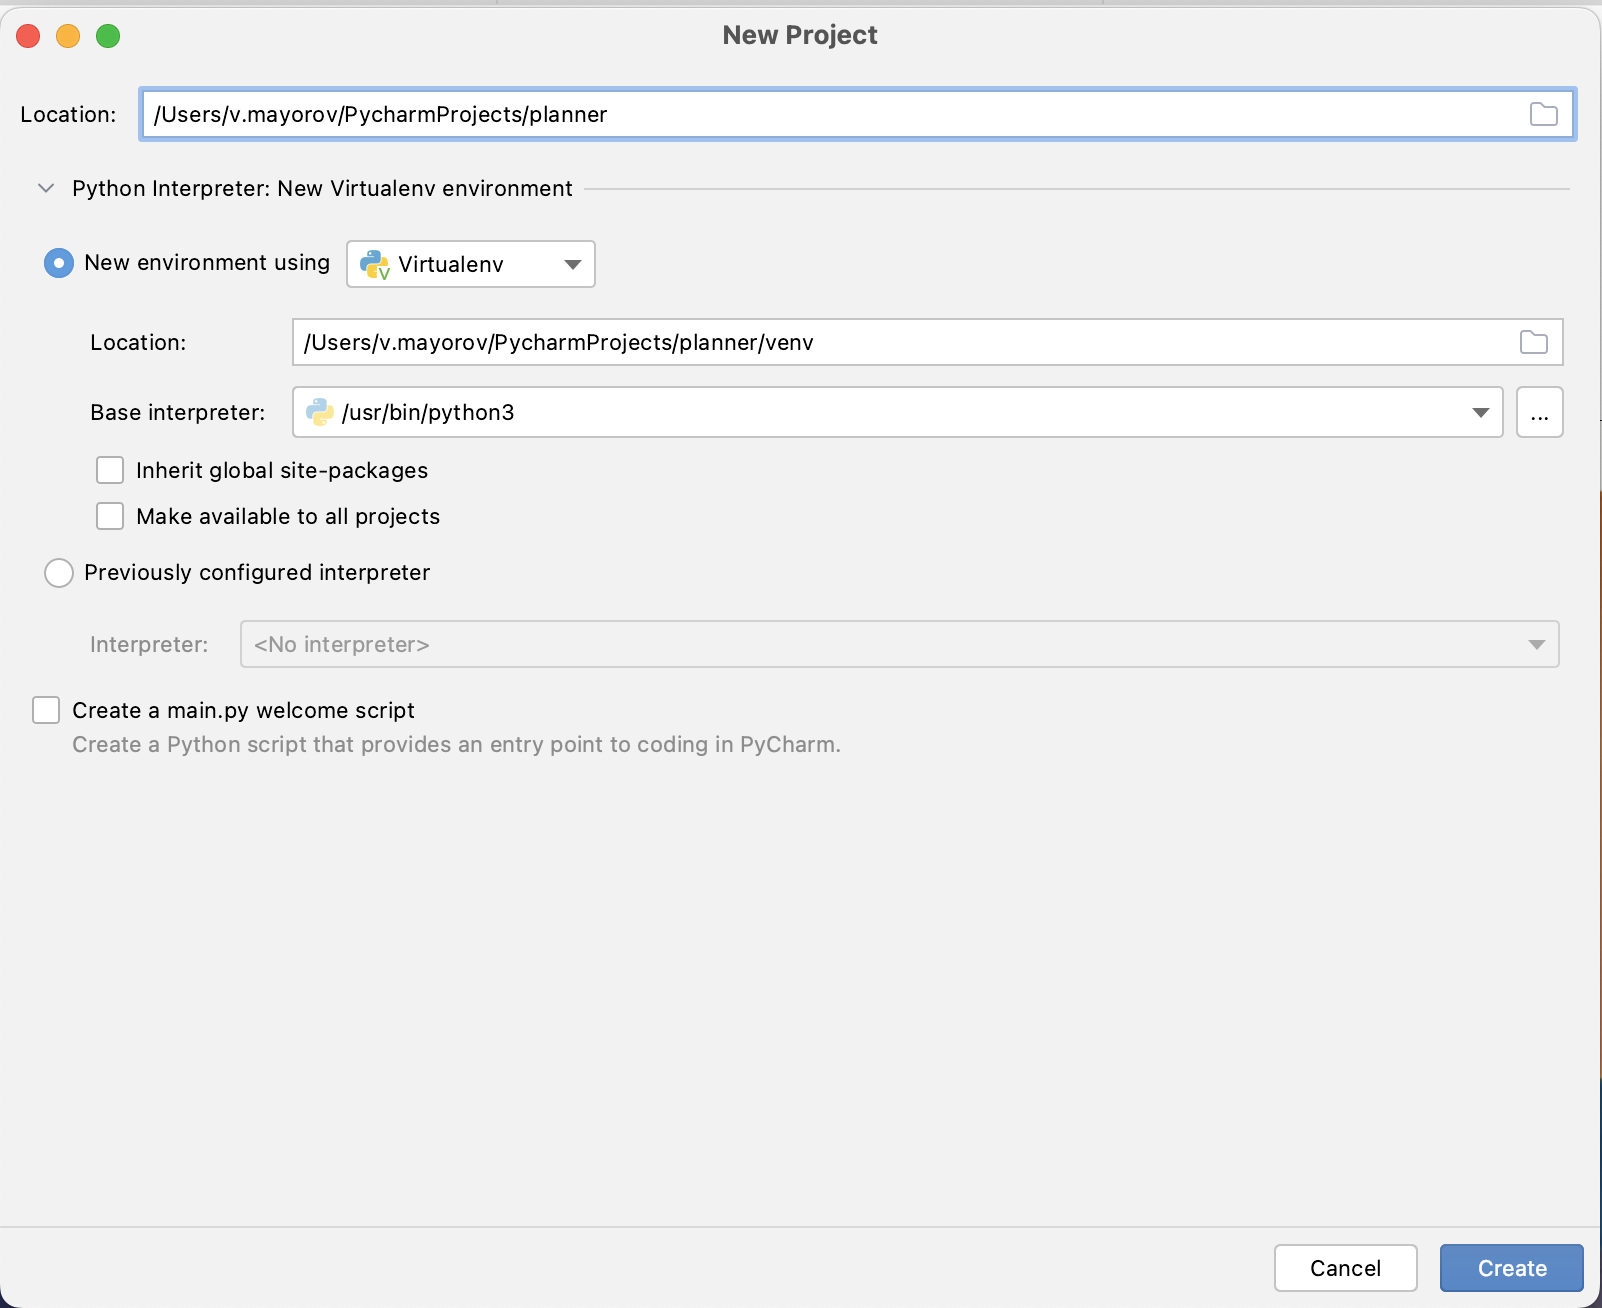 New Project
Location: /Users/v.mayorov/PycharmProjects/planner
Python Interpreter: New Virtualenv environment
New environment using Virtualenv
Location: /Users/v.mayorov/PycharmProjects/planner/venv
Base interpreter: /usr/bin/python3 ...
Inherit global site-packages
Make available to all projects
Previously configured interpreter
Interpreter: <No interpreter>
Create a main.py welcome script
Create a Python script that provides an entry point to coding in PyCharm.
Cancel Create